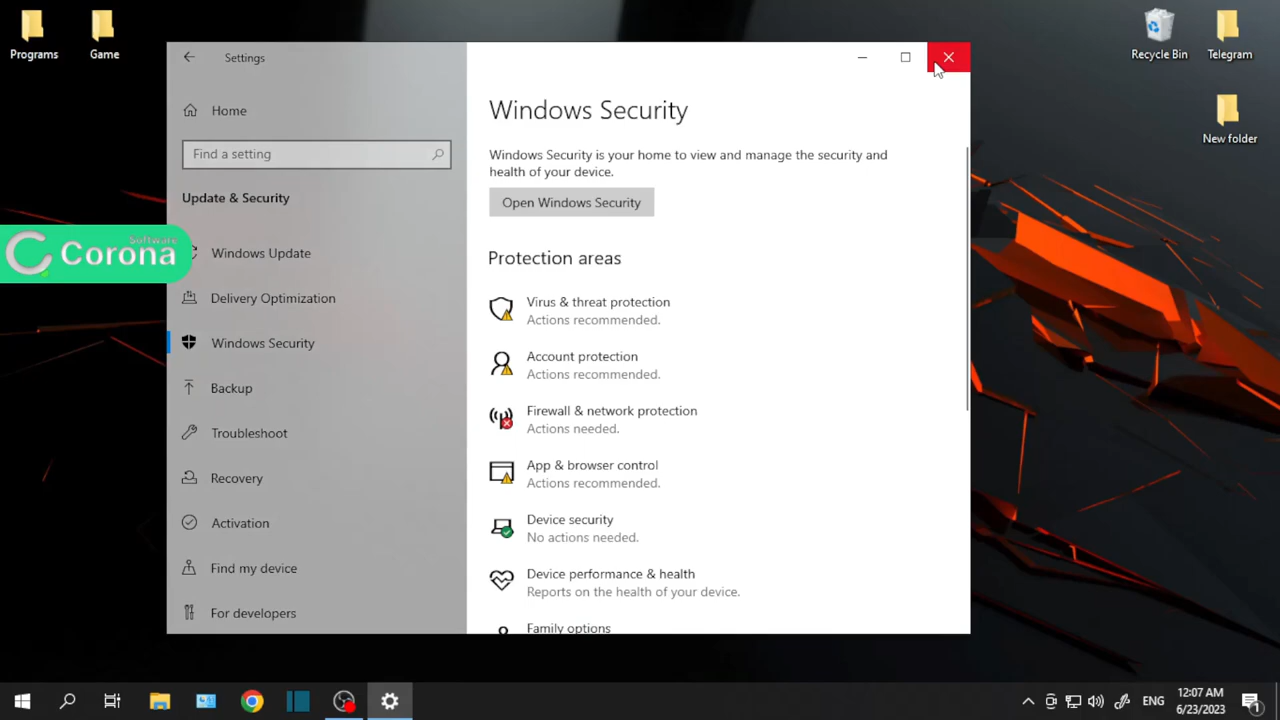 Programs
Game
Recycle Bin
Telegram
New folder
Settings
Home
Find a setting
Update & Security
Windows Update
Delivery Optimization
Windows Security
Backup
Troubleshoot
Recovery
Activation
Find my device
For developers
Software
Corona
Windows Security
Windows Security is your home to view and manage the security and
health of your device.
Open Windows Security
Protection areas
Virus & threat protection
Actions recommended.
Account protection
Actions recommended.
Firewall & network protection
Actions needed.
App & browser control
Actions recommended.
Device security
No actions needed.
Device performance & health
Reports on the health of your device.
Family options
ENG
12:07 AM
6/23/2023
1